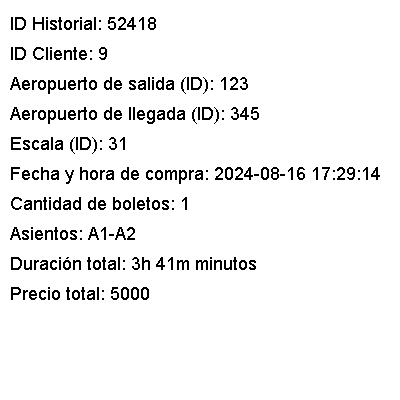 ID Historial: 52418
ID Cliente: 9
Aeropuerto de salida (ID): 123
Aeropuerto de llegada (ID): 345
Escala (ID): 31
Fecha y hora de compra: 2024-08-16 17:29:14
Cantidad de boletos: 1
Asientos: A1-A2
Duración total: 3h 41m minutos
Precio total: 5000